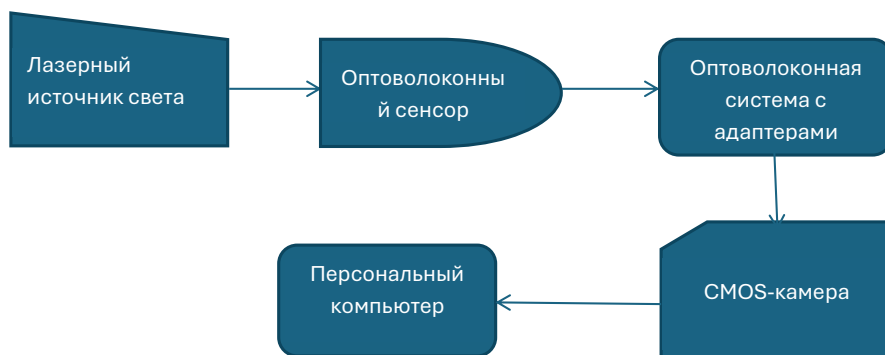 Лазерный
источник света
Оптоволоконны
й сенсор
Оптоволоконная
система с
адаптерами
Персональный
компьютер
CMOS-камера